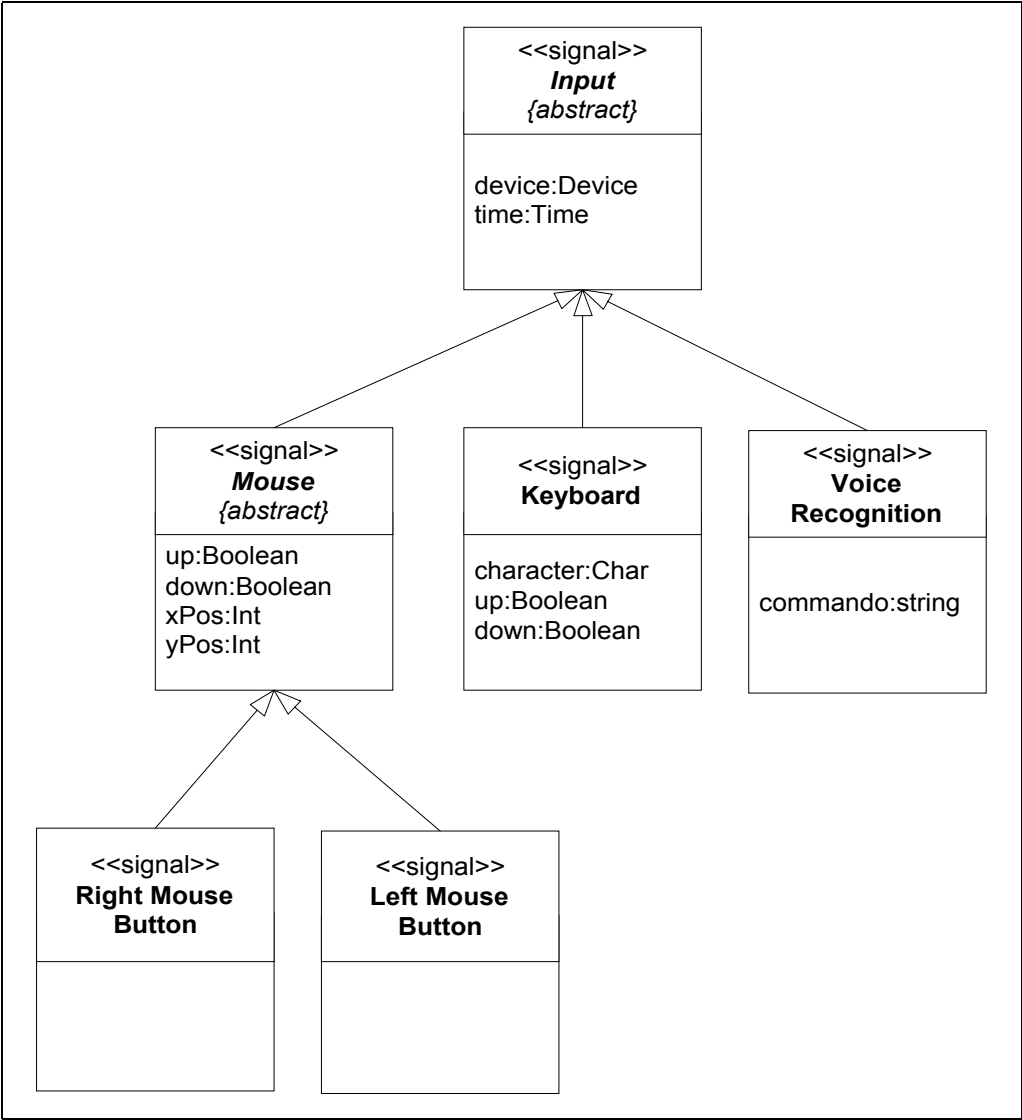 <<signal>>
Input
{abstract}
device:Device
time:Time
<<signal>>
Mouse
{abstract}
up:Boolean
down:Boolean
xPos:Int
yPos:Int
<<signal>>
Keyboard
character:Char
up:Boolean
down:Boolean
<<signal>>
Voice
Recognition
commando:string
<<signal>>
Right Mouse
Button
<<signal>>
Left Mouse
Button